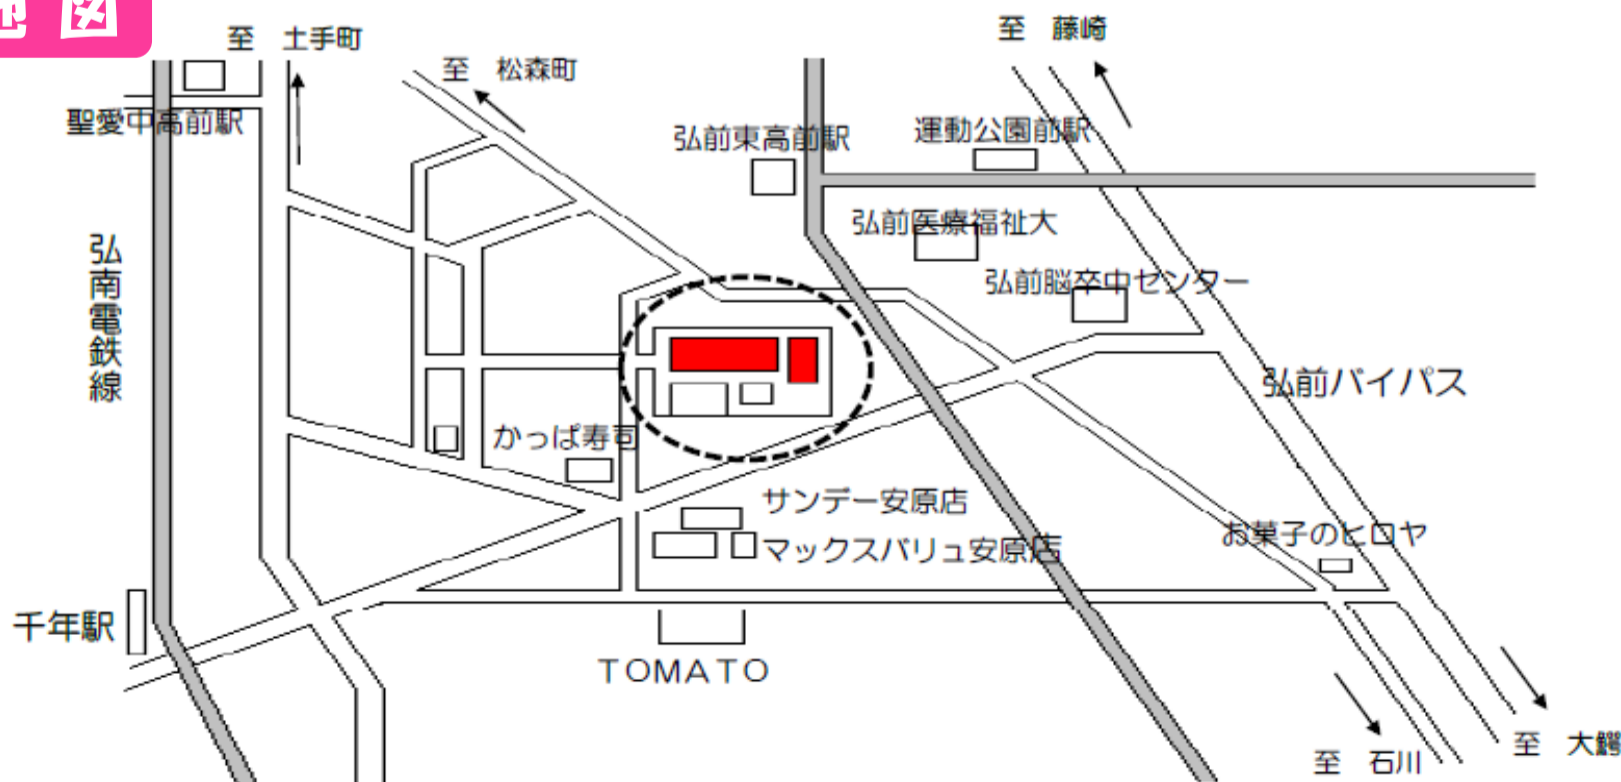 地図
至 土手町
至 松森町
至 藤崎
聖愛中高前駅
弘前東高前駅
運動公園前駅
弘前医療福祉大
弘前脳卒中センター
弘南電鉄線
弘前バイパス
かっぱ寿司
サンデー安原店
マックスバリュ安原店
お菓子のヒロヤ
千年駅
TOMATO
至 石川
至 大鰐